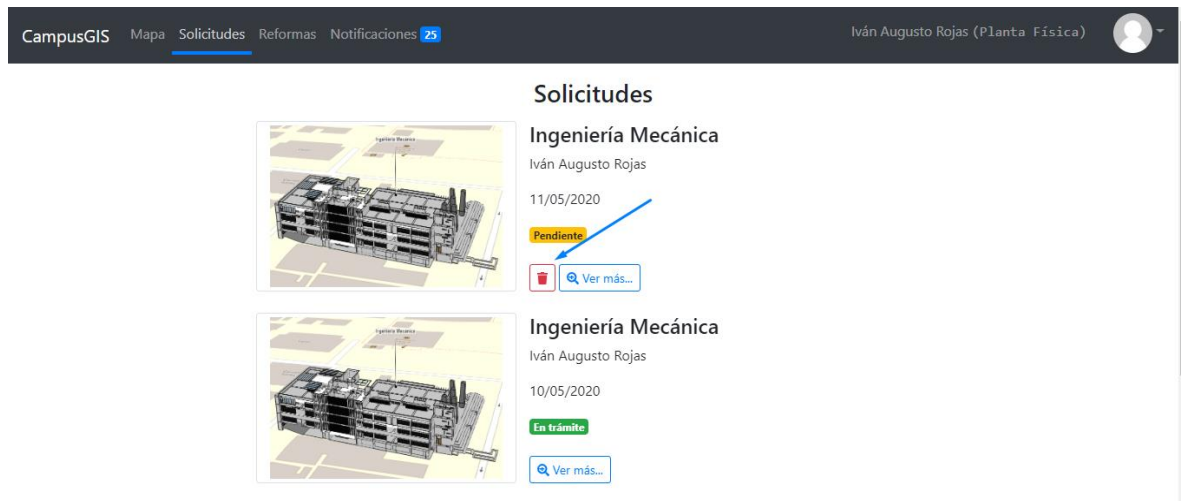 CampusGIS Mapa Solicitudes Reformas Notificaciones 25 Iván Augusto Rojas (Planta Física)
Solicitudes
Ingeniería Mecánica
Iván Augusto Rojas
11/05/2020
Pendiente
Ver más...
Ingeniería Mecánica
Iván Augusto Rojas
10/05/2020
En trámite
Ver más...